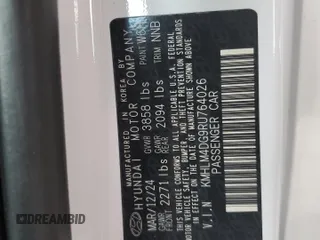 MANUFACTURED IN KOREA BY
HYUNDAI MOTOR COMPANY
MAR/12/24 GVWR 3858 lbs
GAWR FRONT 2271 lbs GAWR REAR 2094 lbs
THIS VEHICLE CONFORMS TO ALL APPLICABLE U.S.A. FEDERAL
MOTOR VEHICLE SAFETY, BUMPER, AND THEFT PREVENTION
STANDARDS IN EFFECT ON THE DATE OF MANUFACTURE SHOWN ABOVE.
V.I.N KMHLM4DG9RU764026
PASSENGER CAR
PAINT
TRIM NNB
© DREAMBID